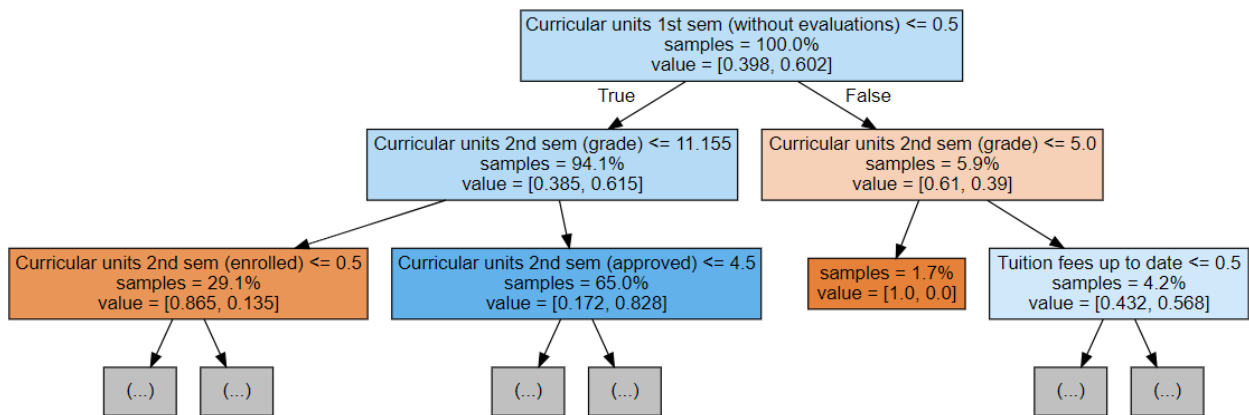 Curricular units 1st sem (without evaluations) <= 0.5
samples = 100.0%
value = [0.398, 0.602]
True
False
Curricular units 2nd sem (grade) <= 11.155
samples = 94.1%
value = [0.385, 0.615]
Curricular units 2nd sem (grade) <= 5.0
samples = 5.9%
value = [0.61, 0.39]
Curricular units 2nd sem (enrolled) <= 0.5
samples = 29.1%
value = [0.865, 0.135]
Curricular units 2nd sem (approved) <= 4.5
samples = 65.0%
value = [0.172, 0.828]
samples = 1.7%
value = [1.0, 0.0]
Tuition fees up to date <= 0.5
samples = 4.2%
value = [0.432, 0.568]
(...)
(...)
(...)
(...)
(...)
(...)